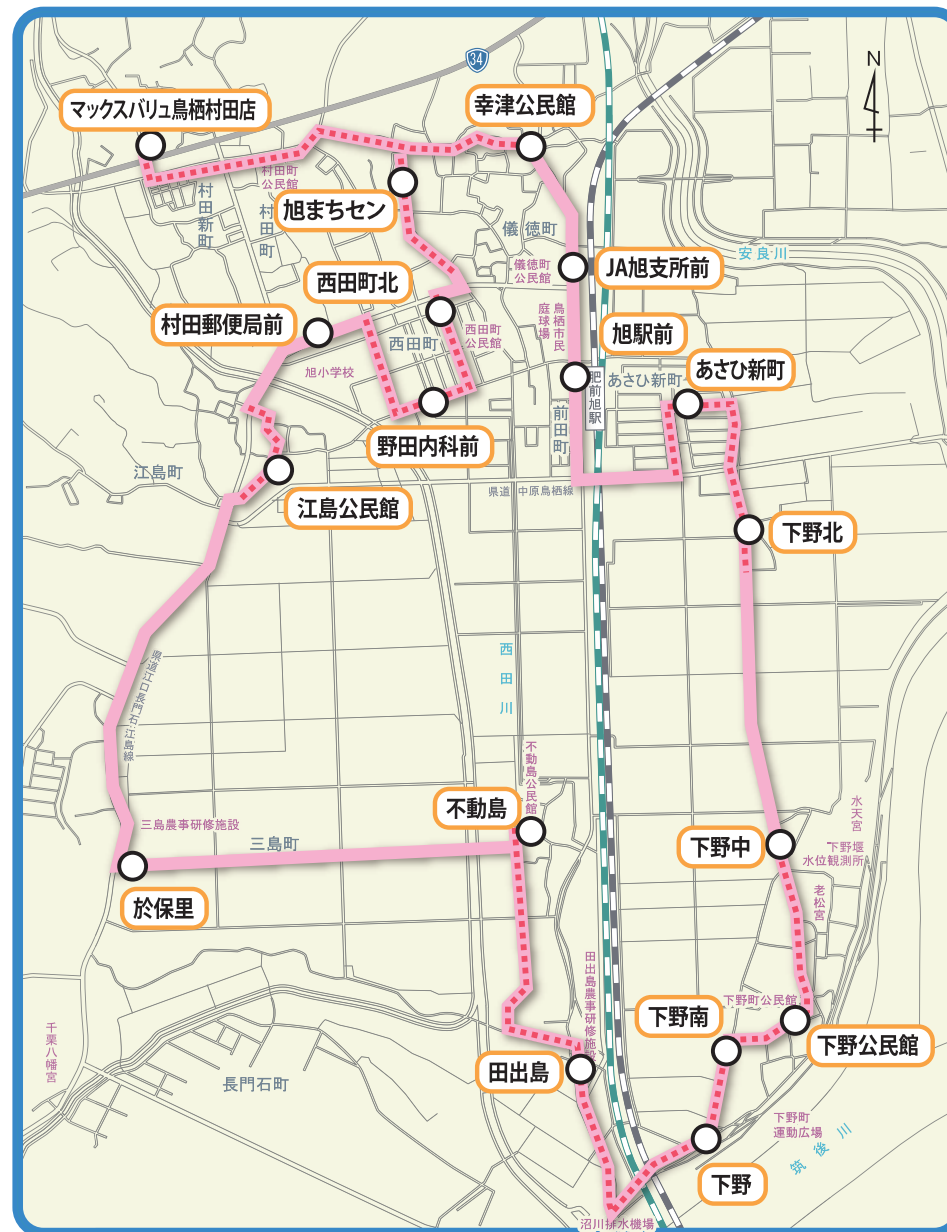 34
N
マックスバリュ鳥栖村田店
幸津公民館
村田町
公民館
村田新町
村田町
旭まちセン
儀徳町
安良川
西田町北
儀徳町
公民館
JA旭支所前
村田郵便局前
鳥栖市民
庭球場
旭駅前
西田町
西田町
公民館
旭小学校
肥前旭駅
あさひ新町
あさひ新町
前田町
野田内科前
江島町
県道 中原鳥栖線
江島公民館
下野北
西田川
県道江口長門石江島線
不動島公民館
不動島
水天宮
三島農事研修施設
三島町
下野中
下野堰
水位観測所
老松宮
於保里
田出島農事研修施設
下野町公民館
下野南
下野公民館
千栗八幡宮
田出島
長門石町
下野町
運動広場
筑後川
下野
沼川排水機場